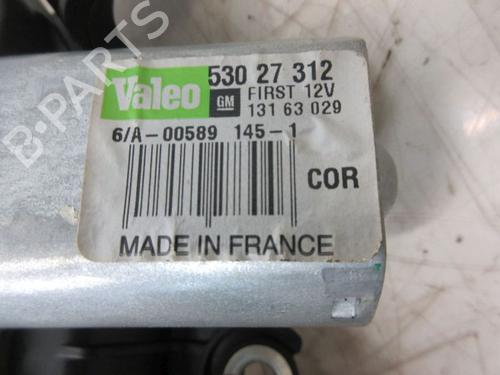 Valeo 530 27 312
GM FIRST 12V
131 63 029
6/A-00589 145-1
COR
MADE IN FRANCE
B-PARTS